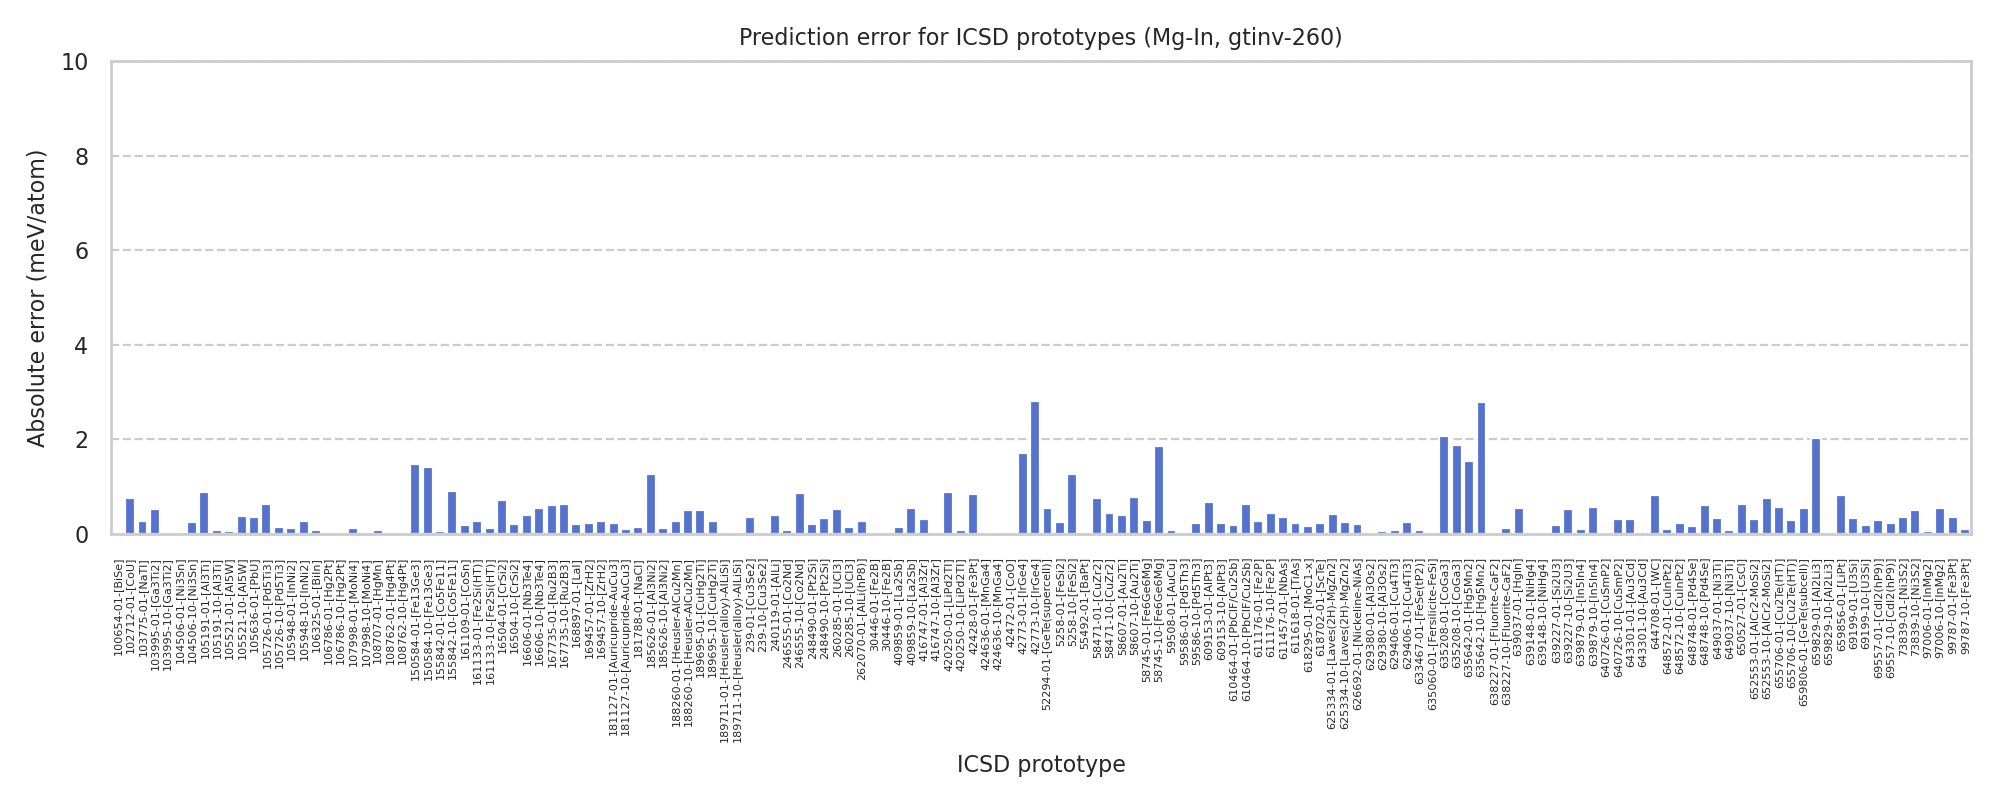 Prediction error for ICSD prototypes (Mg-In, gtinv-260)
Absolute error (meV/atom)
10
8
6
4
2
0
100654-01-[BiSe]
102712-01-[CoU]
103775-01-[NaTl]
103995-01-[Ga3Ti2]
103995-10-[Ga3Ti2]
104506-01-[Ni3Sn]
104506-10-[Ni3Sn]
105191-01-[Al3Ti]
105191-10-[Al3Ti]
105521-01-[Al5W]
105521-10-[Al5W]
105636-01-[PbU]
105726-01-[Pd5Ti3]
105726-10-[Pd5Ti3]
105948-01-[InNi2]
105948-10-[InNi2]
106325-01-[BiIn]
106786-01-[Hg2Pt]
106786-10-[Hg2Pt]
107998-01-[MoNi4]
107998-10-[MoNi4]
108707-01-[HgMn]
108762-01-[Hg4Pt]
108762-10-[Hg4Pt]
150584-01-[Fe13Ge3]
150584-10-[Fe13Ge3]
155842-01-[Co5Fe11]
155842-10-[Co5Fe11]
161109-01-[CoSn]
161133-01-[Fe2Si(HT)]
161133-10-[Fe2Si(HT)]
16504-01-[CrSi2]
16504-10-[CrSi2]
16606-01-[Nb3Te4]
16606-10-[Nb3Te4]
167735-01-[Ru2B3]
167735-10-[Ru2B3]
168897-01-[LaI]
169457-01-[ZrH2]
169457-10-[ZrH2]
181127-01-[Auricupride-AuCu3]
181127-10-[Auricupride-AuCu3]
181788-01-[NaCl]
185626-01-[Al3Ni2]
185626-10-[Al3Ni2]
188260-01-[Heusler-AlCu2Mn]
188260-10-[Heusler-AlCu2Mn]
189695-01-[CuHg2Ti]
189695-10-[CuHg2Ti]
189711-01-[Heusler(alloy)-AlLiSi]
189711-10-[Heusler(alloy)-AlLiSi]
239-01-[Cu3Se2]
239-10-[Cu3Se2]
240119-01-[AlLi]
246555-01-[Co2Nd]
246555-10-[Co2Nd]
248490-01-[Pt2Si]
248490-10-[Pt2Si]
260285-01-[UCl3]
260285-10-[UCl3]
262070-01-[AlLi(hP8)]
30446-01-[Fe2B]
30446-10-[Fe2B]
409859-01-[La2Sb]
409859-10-[La2Sb]
416747-01-[Al3Zr]
416747-10-[Al3Zr]
420250-01-[LiPd2Tl]
420250-10-[LiPd2Tl]
42428-01-[Fe3Pt]
424636-01-[MnGa4]
424636-10-[MnGa4]
42472-01-[CoO]
42773-01-[IrGe4]
42773-10-[IrGe4]
52294-01-[GeTe(supercell)]
5258-01-[FeSi2]
5258-10-[FeSi2]
55492-01-[BaPt]
58471-01-[CuZr2]
58471-10-[CuZr2]
58607-01-[Au2Ti]
58607-10-[Au2Ti]
58745-01-[Fe6Ge6Mg]
58745-10-[Fe6Ge6Mg]
59508-01-[AuCu]
59586-01-[Pd5Th3]
59586-10-[Pd5Th3]
609153-01-[AlPt3]
609153-10-[AlPt3]
610464-01-[PbClF/Cu2Sb]
610464-10-[PbClF/Cu2Sb]
611176-01-[Fe2P]
611176-10-[Fe2P]
611457-01-[NbAs]
611618-01-[TiAs]
618295-01-[MoC1-x]
618702-01-[ScTe]
625334-01-[Laves(2H)-MgZn2]
625334-10-[Laves(2H)-MgZn2]
626692-01-[Nickeline-NiAs]
629380-01-[Al3Os2]
629380-10-[Al3Os2]
629406-01-[Cu4Ti3]
629406-10-[Cu4Ti3]
633467-01-[FeSe(tP2)]
635060-01-[Fersilicite-FeSi]
635208-01-[CoGa3]
635208-10-[CoGa3]
635642-01-[Hg5Mn2]
635642-10-[Hg5Mn2]
638227-01-[Fluorite-CaF2]
638227-10-[Fluorite-CaF2]
639037-01-[HgIn]
639148-01-[NiHg4]
639148-10-[NiHg4]
639227-01-[Si2U3]
639227-10-[Si2U3]
639879-01-[In5In4]
639879-10-[In5In4]
640726-01-[CuSmP2]
640726-10-[CuSmP2]
643301-01-[Au3Cd]
643301-10-[Au3Cd]
644708-01-[WC]
648572-01-[CuInPt2]
648572-10-[CuInPt2]
648748-01-[Pd4Se]
648748-10-[Pd4Se]
649037-01-[Ni3Ti]
649037-10-[Ni3Ti]
650527-01-[CsCl]
652553-01-[AlCr2-MoSi2]
652553-10-[AlCr2-MoSi2]
655706-01-[Cu2Te(HT)]
655706-10-[Cu2Te(HT)]
659806-01-[GeTe(subcell)]
659829-01-[Al2Li3]
659829-10-[Al2Li3]
659856-01-[LiPt]
69199-01-[U3Si]
69199-10-[U3Si]
69557-01-[CdI2(hP9)]
69557-10-[CdI2(hP9)]
73839-01-[Ni3S2]
73839-10-[Ni3S2]
97006-01-[InMg2]
97006-10-[InMg2]
99787-01-[Fe3Pt]
99787-10-[Fe3Pt]
ICSD prototype